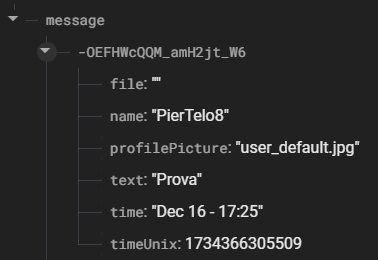 message
-OEFHWcQQM_amH2jt_W6
file: ""
name: "PierTelo8"
profilePicture: "user_default.jpg"
text: "Prova"
time: "Dec 16 - 17:25"
timeUnix: 1734366305509